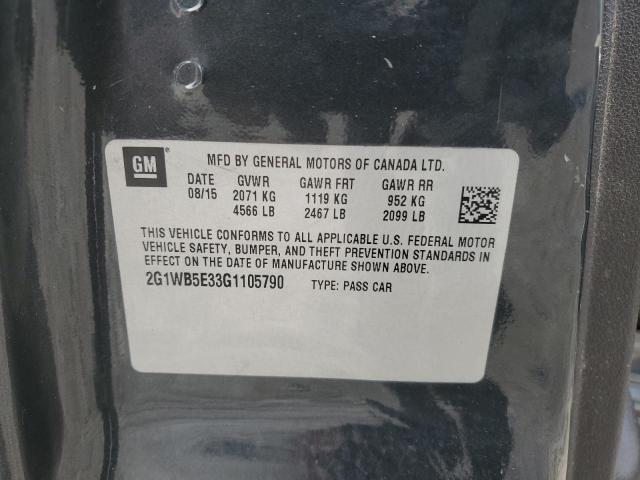 GM
MFD BY GENERAL MOTORS OF CANADA LTD.
DATE GVWR GAWR FRT GAWR RR
08/15 2071 KG 1119 KG 952 KG
4566 LB 2467 LB 2099 LB
THIS VEHICLE CONFORMS TO ALL APPLICABLE U.S. FEDERAL MOTOR
VEHICLE SAFETY, BUMPER, AND THEFT PREVENTION STANDARDS IN
EFFECT ON THE DATE OF MANUFACTURE SHOWN ABOVE.
2G1WB5E33G1105790 TYPE: PASS CAR